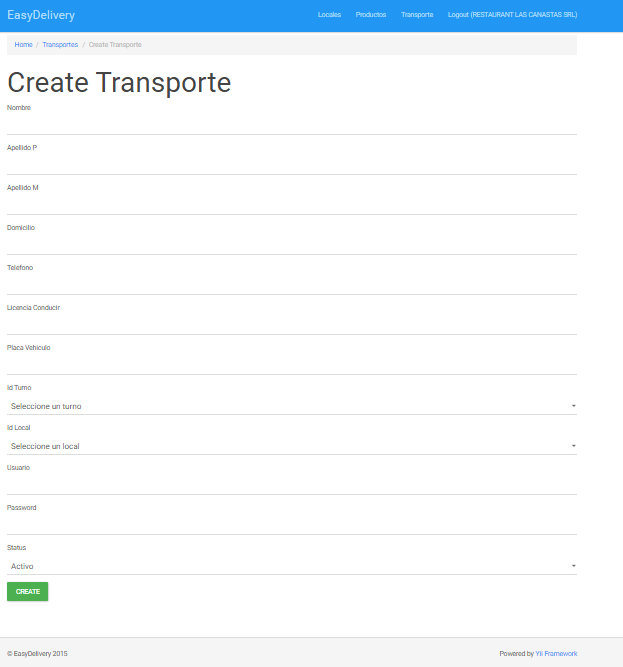 EasyDelivery Locales Productos Transporte Logout (RESTAURANT LAS CANASTAS SRL)
Home / Transportes / Create Transporte
Create Transporte
Nombre
Apellido P
Apellido M
Domicilio
Telefono
Licencia Conducir
Placa Vehiculo
Id Turno
Seleccione un turno
Id Local
Seleccione un local
Usuario
Password
Status
Activo
CREATE
© EasyDelivery 2015 Powered by Yii Framework